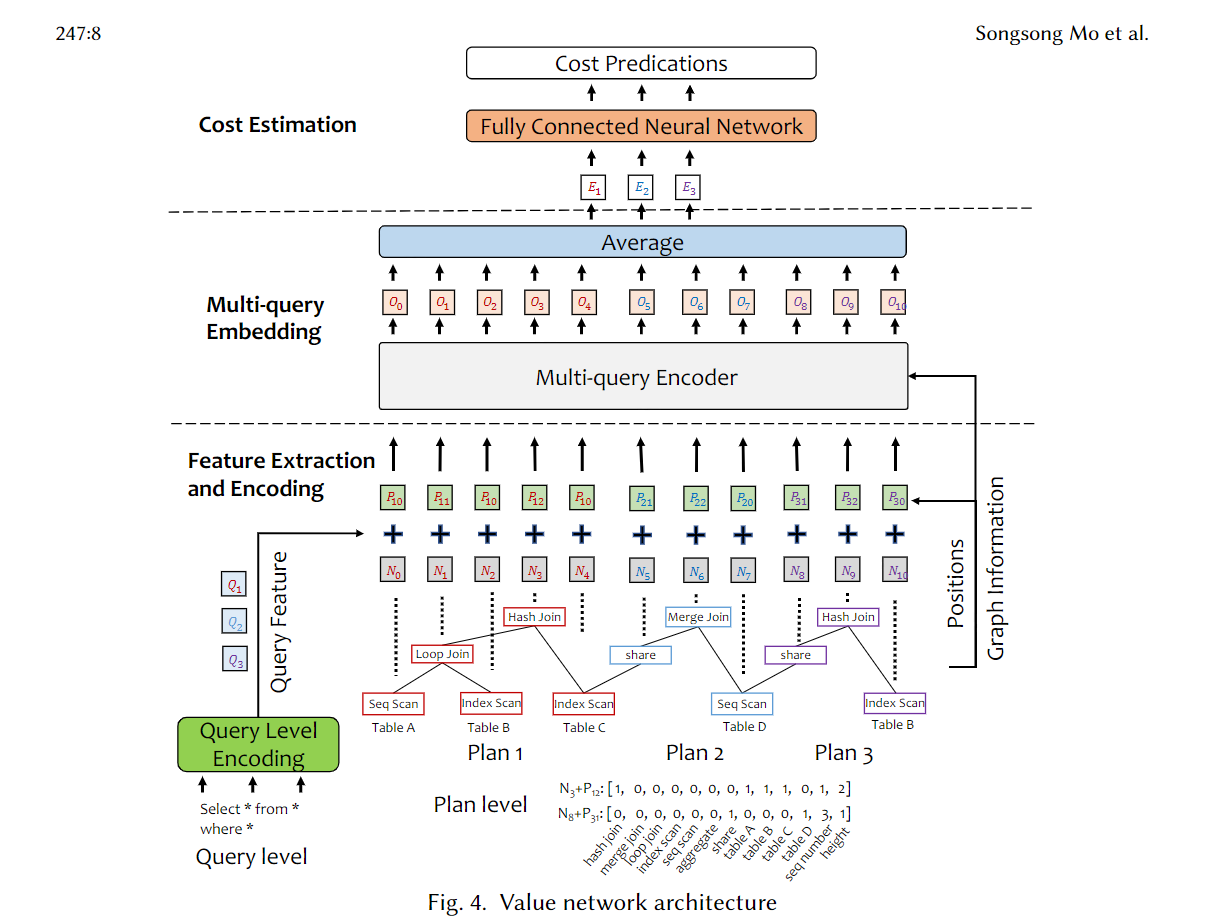 247:8
Songsong Mo et al.
Cost Predications
Cost Estimation
Fully Connected Neural Network
E1 E2 E3
Average
Multi-query
Embedding
O0 O1 O2 O3 O4 O5 O6 O7 O8 O9 O10
Multi-query Encoder
Feature Extraction
and Encoding
P10 P11 P10 P12 P10 P21 P22 P20 P31 P32 P30
+ + + + + + + + + + +
N0 N1 N2 N3 N4 N5 N6 N7 N8 N9 N10
Positions
Graph Information
Q1
Q2
Q3
Query Feature
Hash Join
Merge Join
Hash Join
Loop Join
share
share
Seq Scan
Index Scan
Index Scan
Seq Scan
Index Scan
Table A
Table B
Table C
Table D
Table B
Query Level
Encoding
Plan 1
Plan 2
Plan 3
Select * from *
where *
Query level
Plan level
N3+P12: [1, 0, 0, 0, 0, 0, 0, 1, 1, 1, 0, 1, 2]
N8+P31: [0, 0, 0, 0, 0, 0, 1, 0, 0, 0, 1, 3, 1]
hash join
merge join
loop join
index scan
seq scan
aggregate
share
table A
table B
table C
table D
seq number
height
Fig. 4. Value network architecture